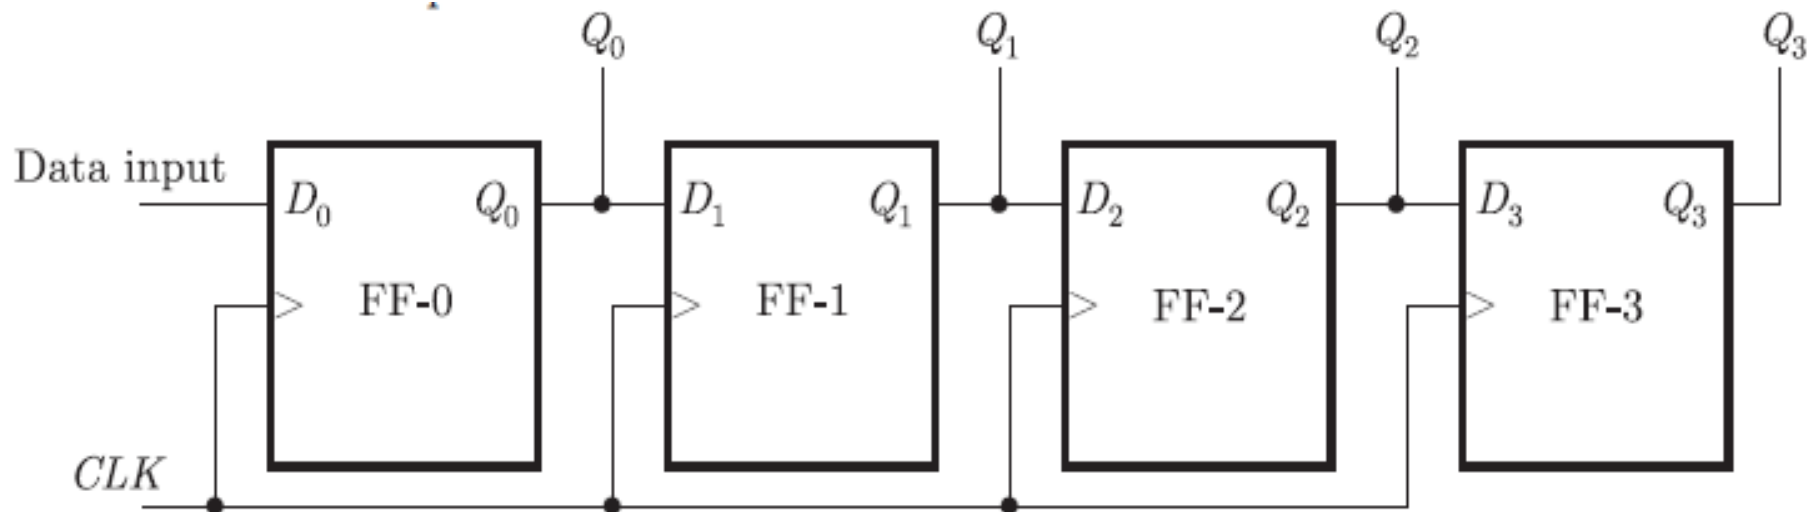 Q0 Q1 Q2 Q3
Data input
D0 Q0 D1 Q1 D2 Q2 D3 Q3
FF-0 FF-1 FF-2 FF-3
CLK